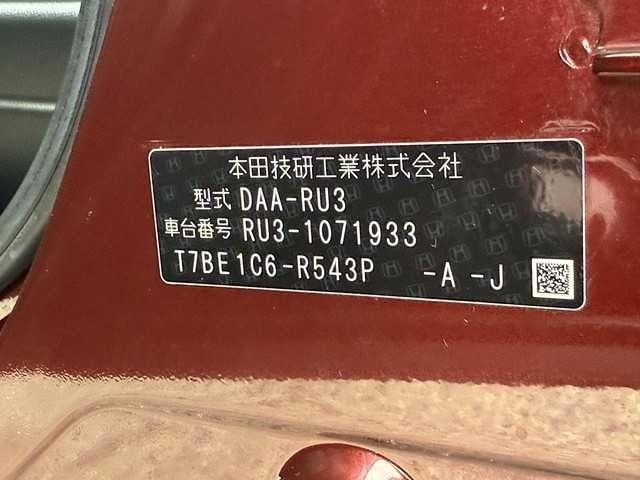 本田技研工業株式会社
型式 DAA-RU3
車台番号 RU3-1071933
T7BE1C6-R543P -A -J